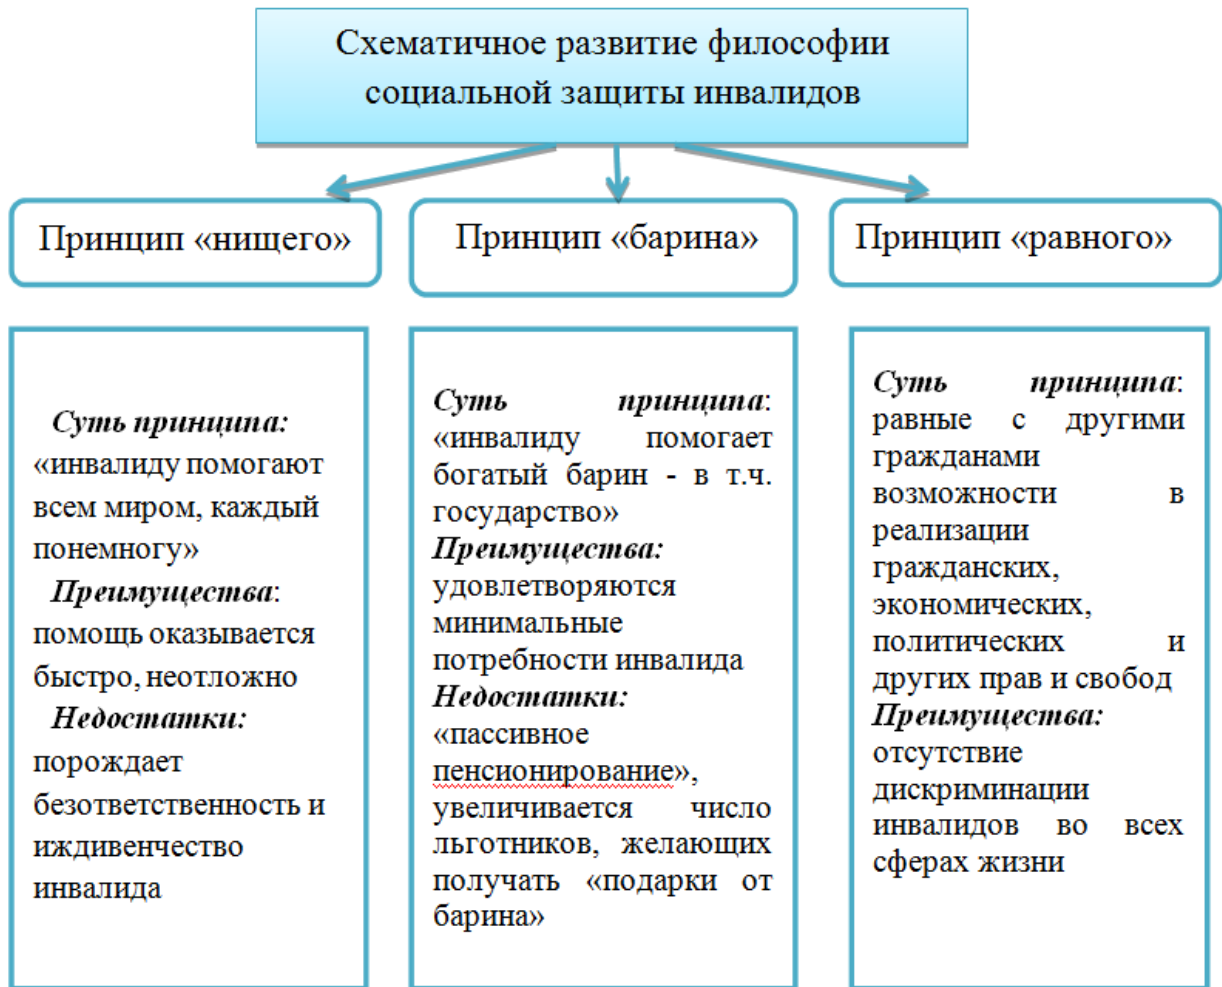 Схематичное развитие философии
социальной защиты инвалидов
Принцип «нищего»
Принцип «барина»
Принцип «равного»
Суть принципа:
«инвалиду помогают
всем миром, каждый
понемногу»
Преимущества:
помощь оказывается
быстро, неотложно
Недостатки:
порождает
безответственность и
иждивенчество
инвалида
Суть принципа:
«инвалиду помогает
богатый барин - в т.ч.
государство»
Преимущества:
удовлетворяются
минимальные
потребности инвалида
Недостатки:
«пассивное
пенсионирование»,
увеличивается число
льготников, желающих
получать «подарки от
барина»
Суть принципа:
равные с другими
гражданами
возможности в
реализации
гражданских,
экономических,
политических и
других прав и свобод
Преимущества:
отсутствие
дискриминации
инвалидов во всех
сферах жизни